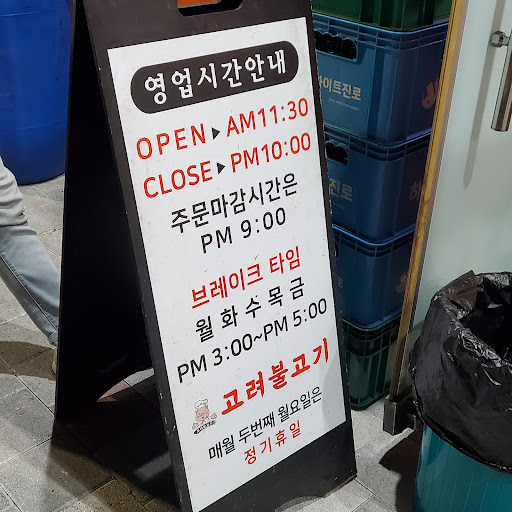 영업시간안내
OPEN▶AM11:30
CLOSE▶PM10:00
주문마감시간은
PM 9:00
브레이크 타임
월 화 수 목 금
PM 3:00~PM 5:00
고려불고기
매월 두번째 월요일은
정기휴일
하이트진로